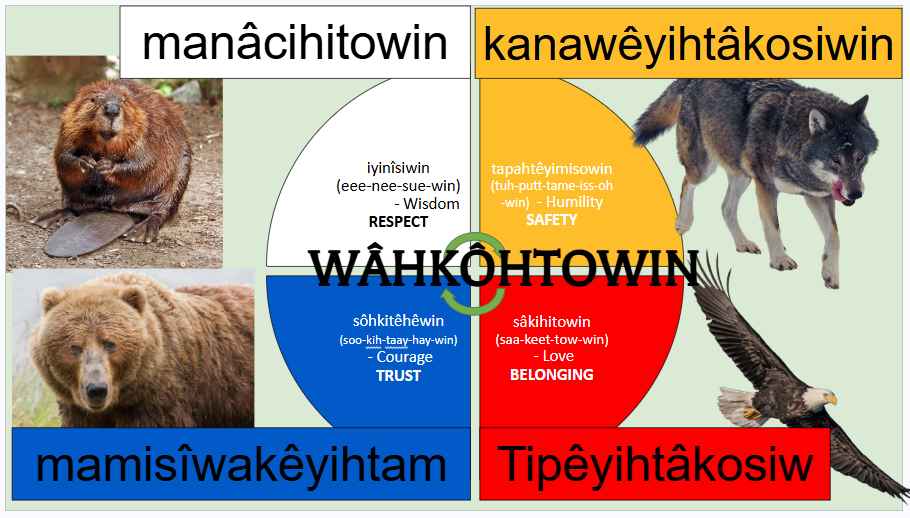 manâcihitowin
kanawêyihtâkosiwin
iyinîsiwin
(eee-nee-sue-win)
- Wisdom
RESPECT
tapahtêyimisowin
(tuh-putt-tame-iss-oh
-win) - Humility
SAFETY
WÂHKÔHTOWIN
sôhkitêhêwin
(soo-kih-taay-hay-win)
- Courage
TRUST
sâkihitowin
(saa-keet-tow-win)
- Love
BELONGING
mamisîwakêyihtam
Tipêyihtâkosiw